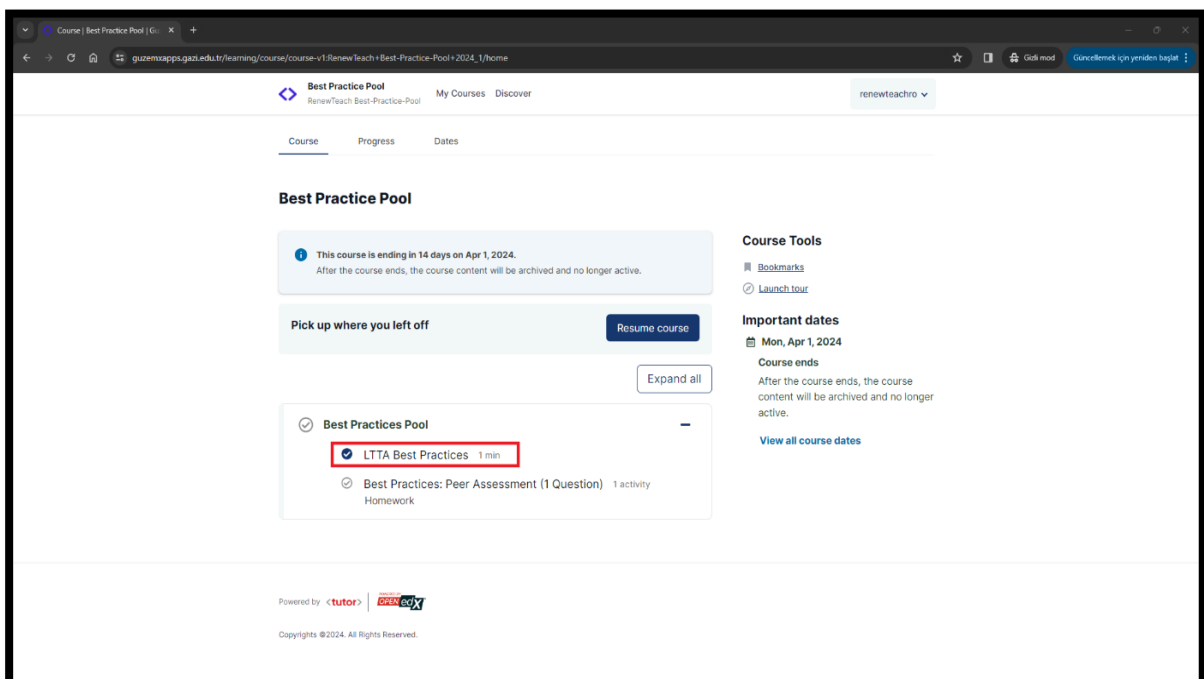 Course | Best Practice Pool | Gu
guzemxapps.gazi.edu.tr/learning/course/course-v1:RenewTeach+Best-Practice-Pool+2024_1/home
Gizli mod
Güncellemek için yeniden başlat
Best Practice Pool
RenewTeach Best-Practice-Pool
My Courses Discover
renewteachro
Course Progress Dates
Best Practice Pool
This course is ending in 14 days on Apr 1, 2024.
After the course ends, the course content will be archived and no longer active.
Pick up where you left off
Resume course
Expand all
Best Practices Pool
LTTA Best Practices 1 min
Best Practices: Peer Assessment (1 Question) 1 activity
Homework
Course Tools
Bookmarks
Launch tour
Important dates
Mon, Apr 1, 2024
Course ends
After the course ends, the course
content will be archived and no longer
active.
View all course dates
Powered by <tutor> OPEN edX
Copyrights @2024. All Rights Reserved.